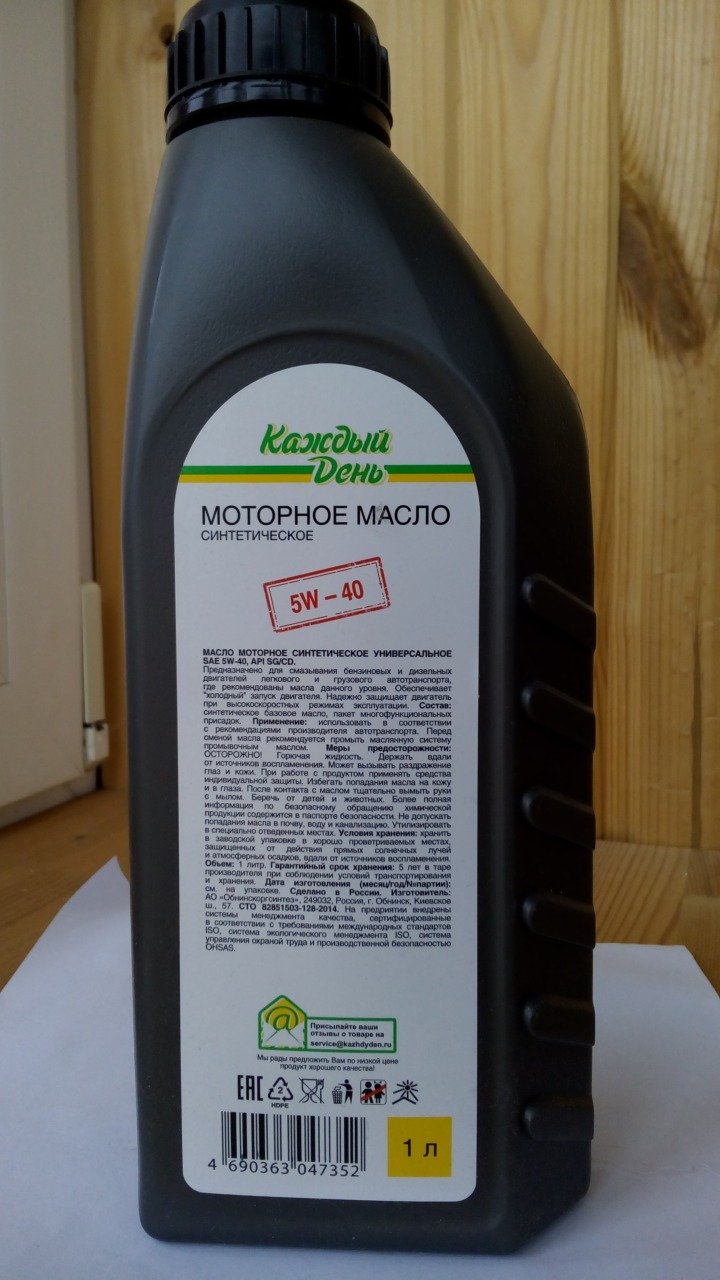 Каждый
День
МОТОРНОЕ МАСЛО
СИНТЕТИЧЕСКОЕ
5W – 40
МАСЛО МОТОРНОЕ СИНТЕТИЧЕСКОЕ УНИВЕРСАЛЬНОЕ
SAE 5W-40, API SG/CD.
Предназначено для смазывания бензиновых и дизельных
двигателей легкового и грузового автотранспорта,
где рекомендованы масла данного уровня. Обеспечивает
"холодный" запуск двигателя. Надежно защищает двигатель
при высокоскоростных режимах эксплуатации. Состав:
синтетическое базовое масло, пакет многофункциональных
присадок. Применение: использовать в соответствии
с рекомендациями производителя автотранспорта. Перед
сменой масла рекомендуется промыть маслянную систему
промывочным маслом. Меры предосторожности:
ОСТОРОЖНО! Горючая жидкость. Держать вдали
от источников воспламенения. Может вызывать раздражение
глаз и кожи. При работе с продуктом применять средства
индивидуальной защиты. Избегать попадания масла на кожу
и в глаза. После контакта с маслом тщательно вымыть руки
с мылом. Беречь от детей и животных. Более полная
информация по безопасному обращению химической
продукции содержится в паспорте безопасности. Не допускать
попадания масла в почву, воду и канализацию. Утилизировать
в специально отведенных местах. Условия хранения: хранить
в заводской упаковке в хорошо проветриваемых местах,
защищенных от действия прямых солнечных лучей
и атмосферных осадков, вдали от источников воспламенения.
Объем: 1 литр. Гарантийный срок хранения: 5 лет в таре
производителя при соблюдении условий транспортирования
и хранения. Дата изготовления (месяц/год/№партии):
см. на упаковке. Сделано в России. Изготовитель:
АО «Обнинскоргсинтез», 249032, Россия, г. Обнинск, Киевское
ш., 57. СТО 82851503-128-2014. На предприятии внедрены
системы менеджмента качества, сертифицированные
в соответствии с требованиями международных стандартов
ISO, система экологического менеджмента ISO, система
управления охраной труда и производственной безопасностью
OHSAS.
Присылайте ваши
отзывы о товаре на
service@kazhdyden.ru
Мы рады предложить Вам по низкой цене
продукт хорошего качества!
EAC
2
HDPE
4 690363 047352
1 л